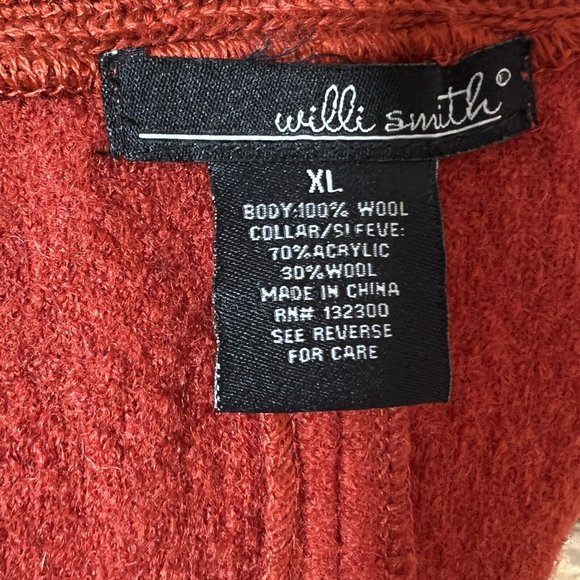 willi smith
XL
BODY:100% WOOL
COLLAR/SLEEVE:
70%ACRYLIC
30%WOOL
MADE IN CHINA
RN# 132300
SEE REVERSE
FOR CARE